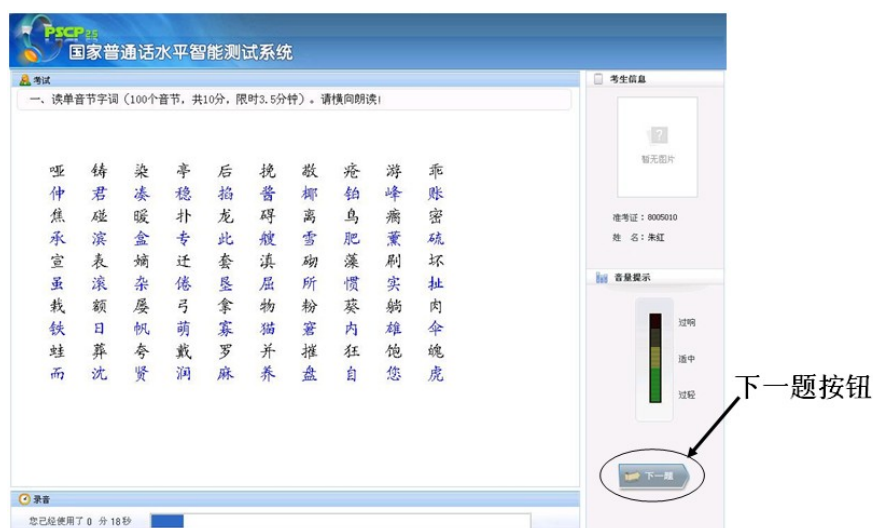 PSCP 2.5
国家普通话水平智能测试系统
考试
一、读单音节字词（100个音节，共10分，限时3.5分钟）。请横向朗读!
哑 铸 染 亭 后 挽 敬 疮 游 乖
仲 君 凑 稳 掐 酱 椰 铂 峰 账
焦 碰 暖 扑 龙 碍 离 鸟 瘸 密
承 滨 盒 专 此 艘 雪 肥 薰 硫
宣 表 嫡 迁 套 滇 砌 藻 刷 坏
虽 滚 杂 倦 垦 屈 所 惯 实 扯
栽 额 屡 弓 拿 物 粉 葵 躺 肉
铁 日 帆 萌 寡 猫 窘 内 雄 伞
蛙 葬 夸 戴 罗 并 摧 狂 饱 魄
而 沈 贤 润 麻 养 盘 自 您 虎
录音
您已经使用了 0 分 18秒
考生信息
?
暂无图片
准考证：8005010
姓 名：朱红
音量提示
过响
适中
过轻
下一题
下一题按钮